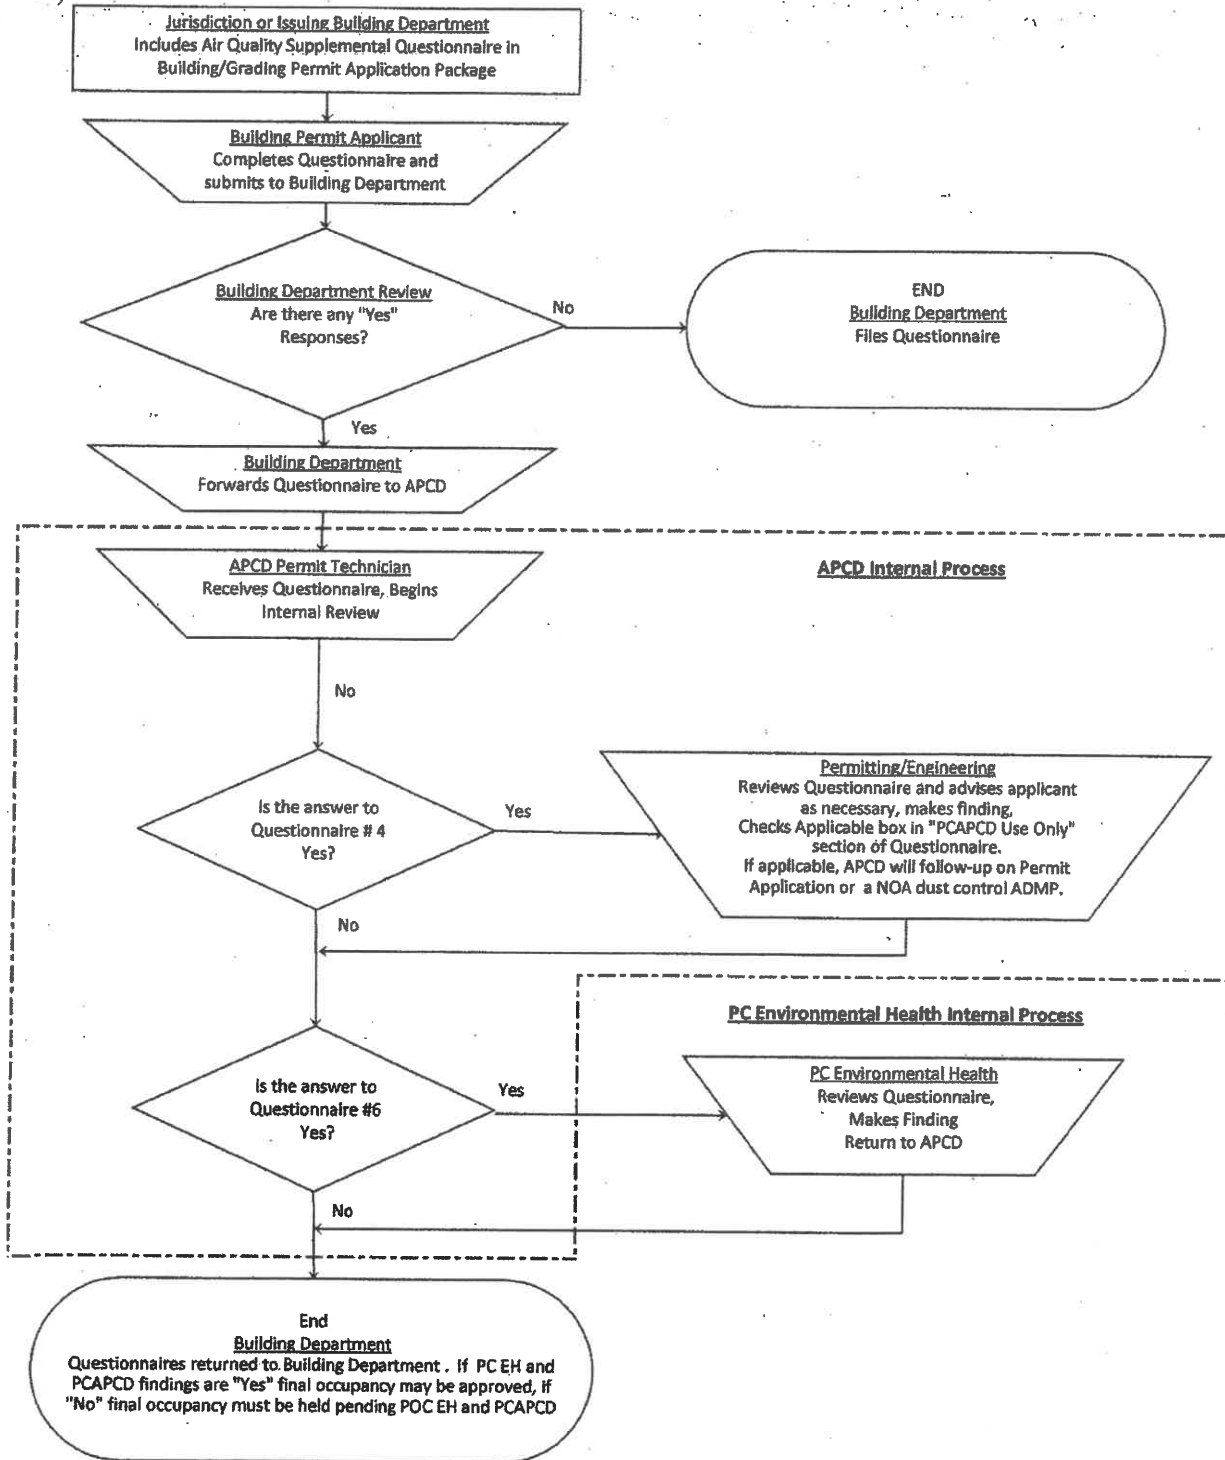 Jurisdiction or Issuing Building Department
Includes Air Quality Supplemental Questionnaire in
Building/Grading Permit Application Package
Building Permit Applicant
Completes Questionnaire and
submits to Building Department
Building Department Review
Are there any "Yes"
Responses?
No
END
Building Department
Files Questionnaire
Yes
Building Department
Forwards Questionnaire to APCD
APCD Permit Technician
Receives Questionnaire, Begins
Internal Review
APCD Internal Process
No
Is the answer to
Questionnaire # 4
Yes?
Yes
Permitting/Engineering
Reviews Questionnaire and advises applicant
as necessary, makes finding,
Checks Applicable box in "PCAPCD Use Only"
section of Questionnaire.
If applicable, APCD will follow-up on Permit
Application or a NOA dust control ADMP.
No
PC Environmental Health Internal Process
Is the answer to
Questionnaire #6
Yes?
Yes
PC Environmental Health
Reviews Questionnaire,
Makes Finding
Return to APCD
No
End
Building Department
Questionnaires returned to Building Department . If PC EH and
PCAPCD findings are "Yes" final occupancy may be approved, if
"No" final occupancy must be held pending POC EH and PCAPCD